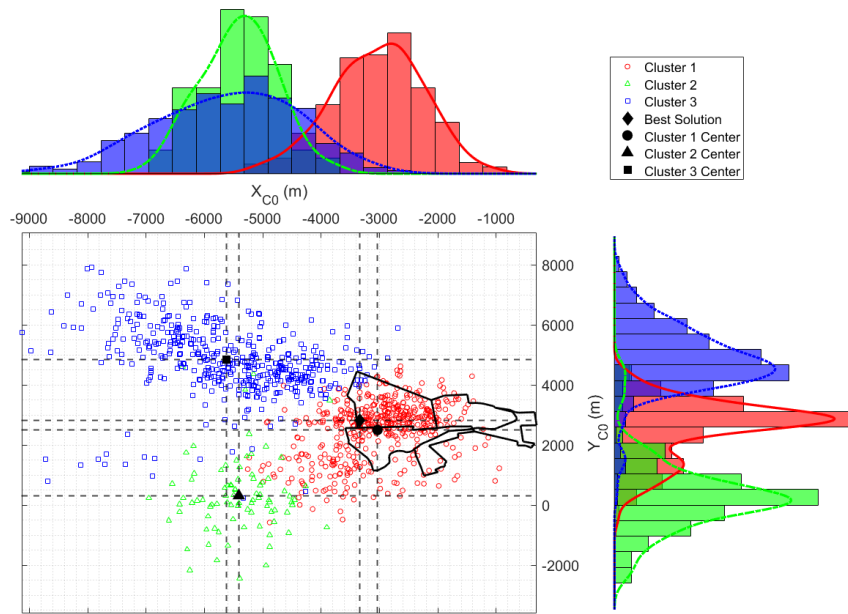 Cluster 1
Cluster 2
Cluster 3
Best Solution
Cluster 1 Center
Cluster 2 Center
Cluster 3 Center
X_C0 (m)
-9000 -8000 -7000 -6000 -5000 -4000 -3000 -2000 -1000
8000
6000
4000
2000
0
-2000
Y_C0 (m)